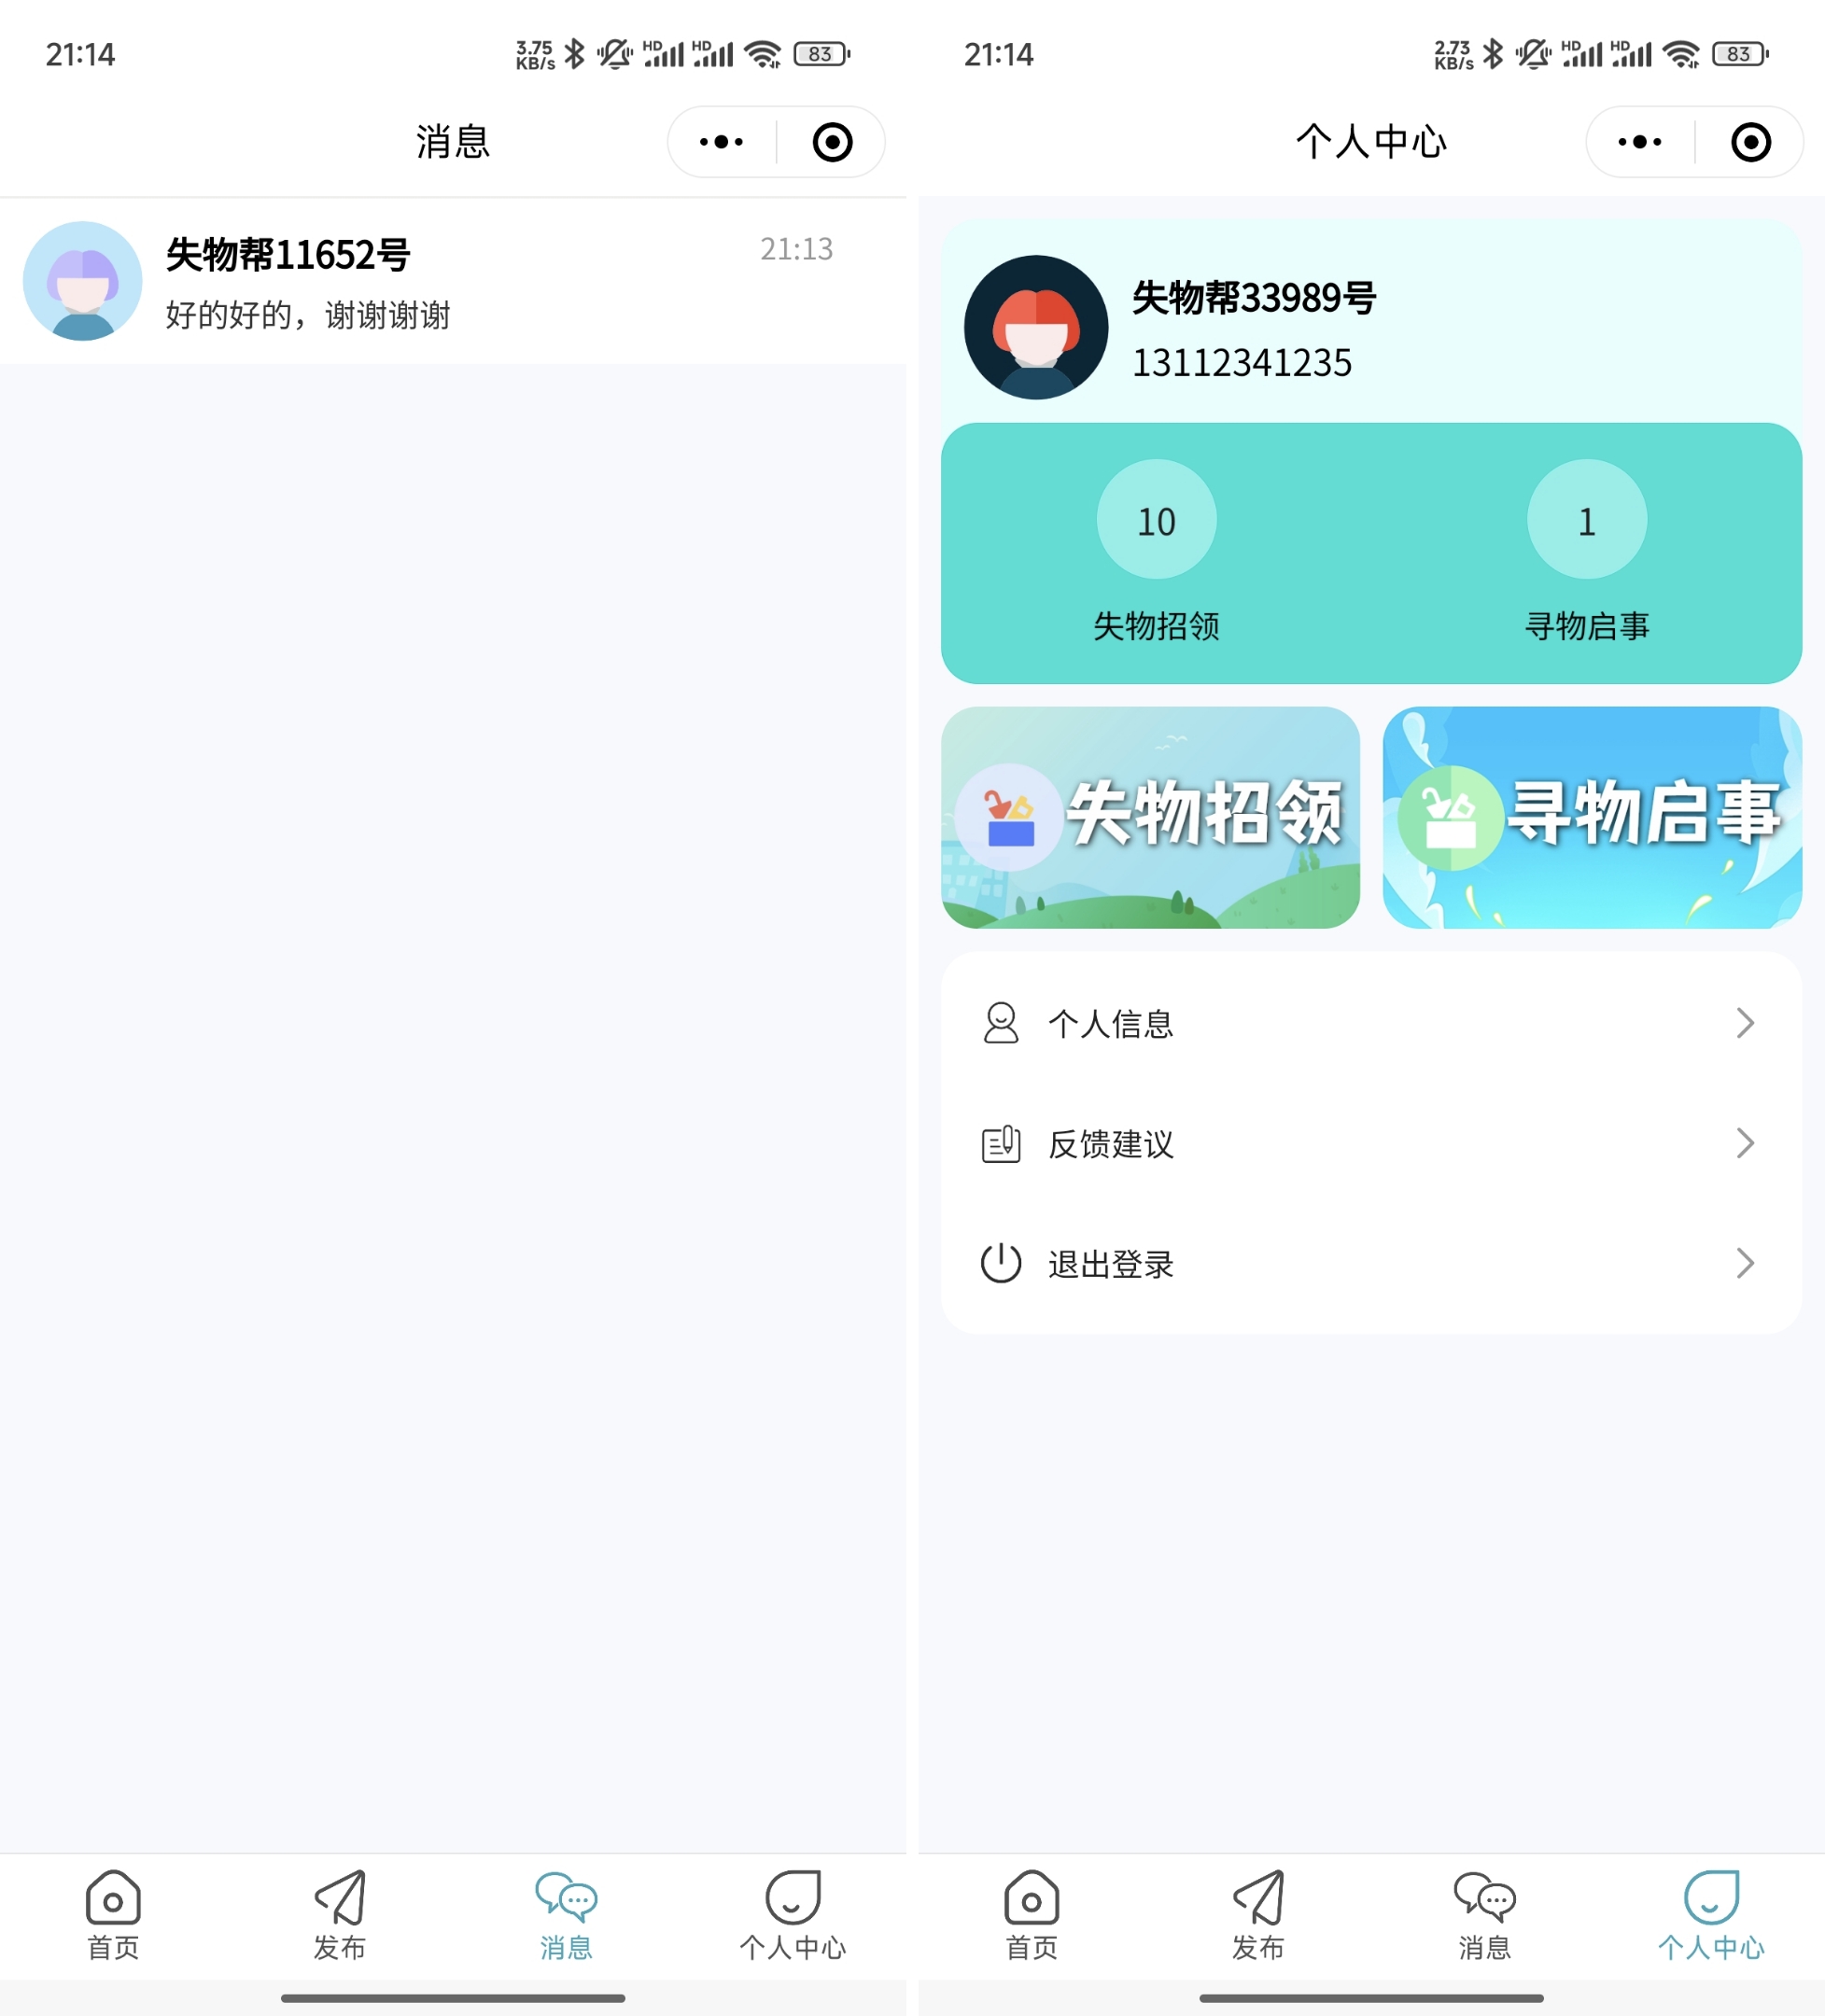 21:14
3.75 KB/s
HD
HD
83
消息
失物帮11652号
21:13
好的好的，谢谢谢谢
首页
发布
消息
个人中心
21:14
2.73 KB/s
HD
HD
83
个人中心
失物帮33989号
13112341235
10
1
失物招领
寻物启事
失物招领
寻物启事
个人信息
反馈建议
退出登录
首页
发布
消息
个人中心